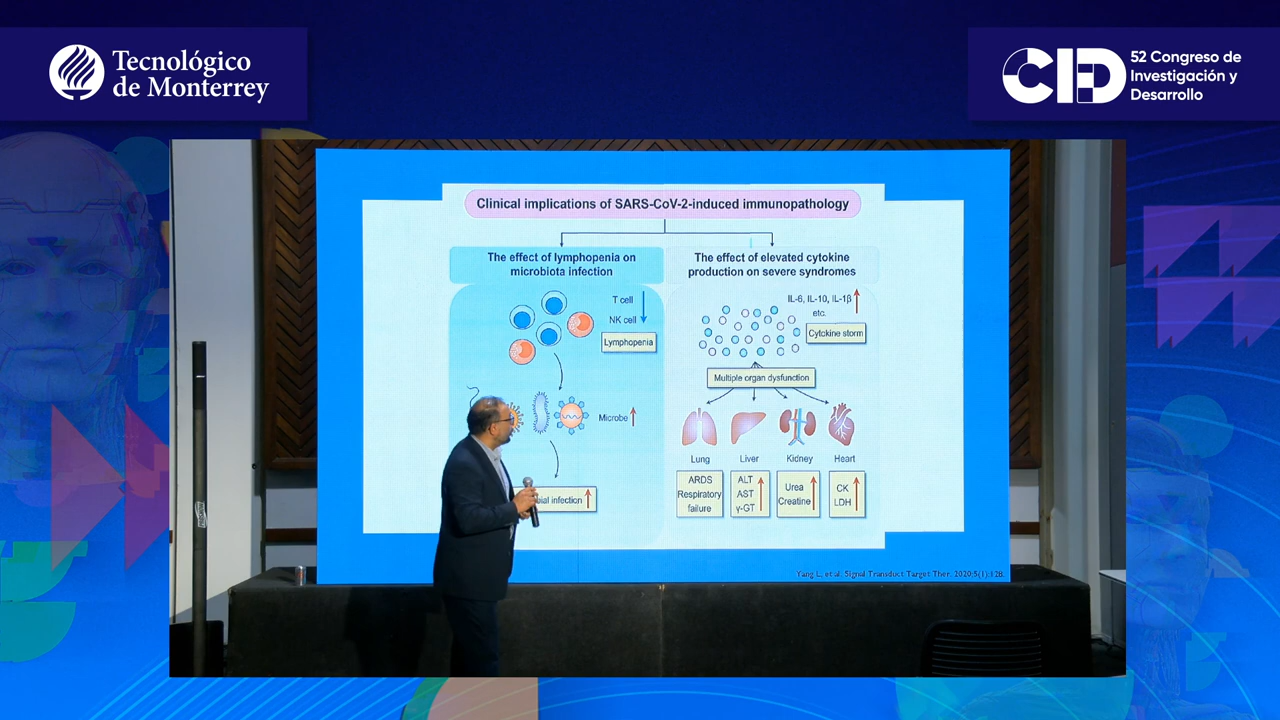 Tecnológico
de Monterrey
CID
52 Congreso de
Investigación y
Desarrollo
Clinical implications of SARS-CoV-2-induced immunopathology
The effect of lymphopenia on
microbiota infection
The effect of elevated cytokine
production on severe syndromes
T cell
NK cell
Lymphopenia
Microbe
infection
IL-6, IL-10, IL-1β
etc.
Cytokine storm
Multiple organ dysfunction
Lung
Liver
Kidney
Heart
ARDS
Respiratory
failure
ALT
AST
γ-GT
Urea
Creatine
CK
LDH
Yang L, et al. Signal Transduct Target Ther. 2020;5(1):128.